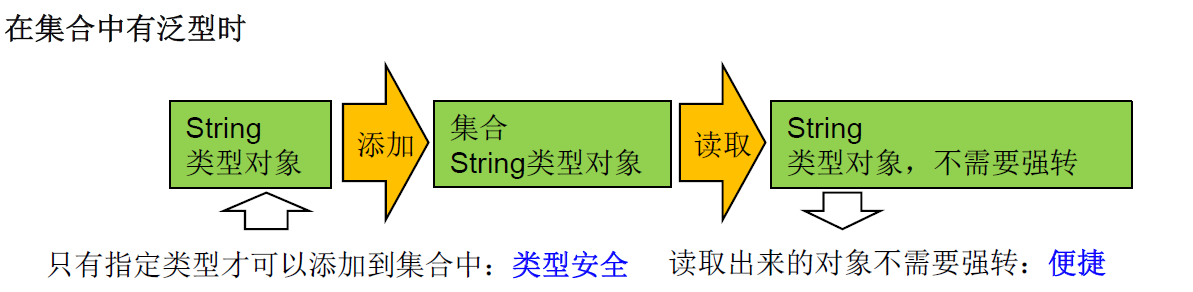 在集合中有泛型时
String
类型对象
添加
集合
String类型对象
读取
String
类型对象，不需要强转
只有指定类型才可以添加到集合中：类型安全
读取出来的对象不需要强转：便捷